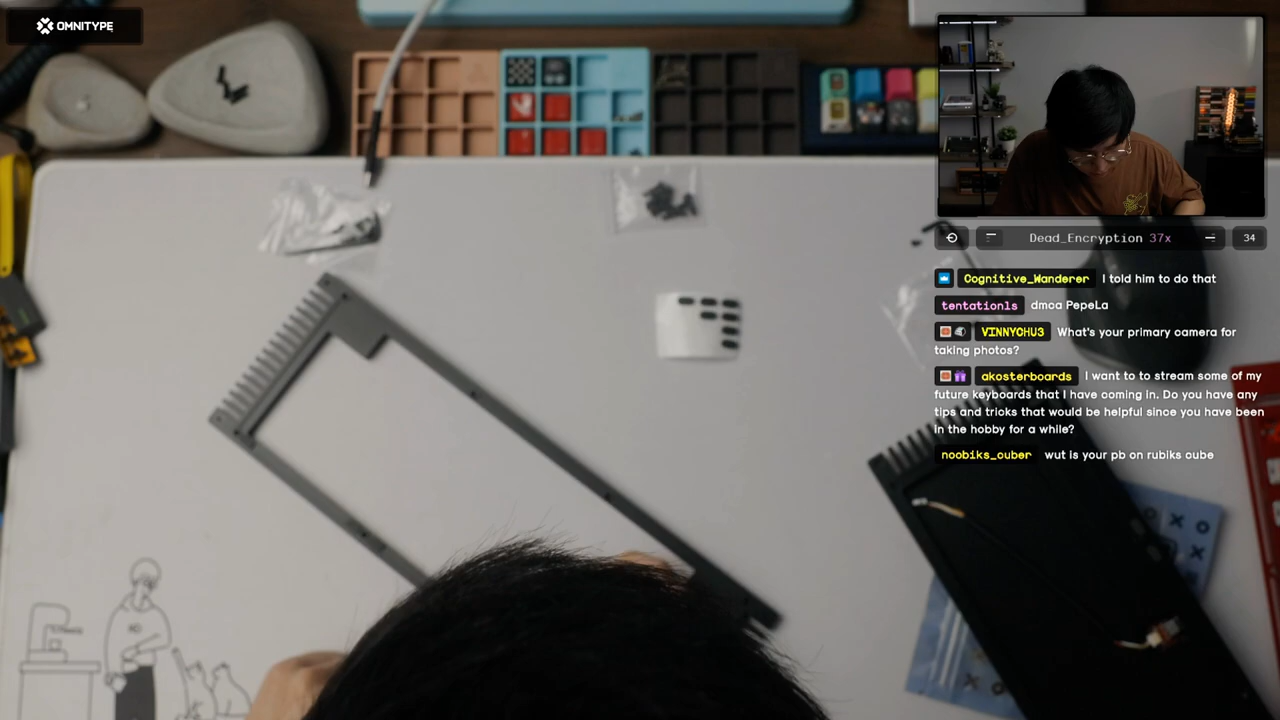 OMNITYPE
Dead_Encryption 37x
34
Cognitive_Wanderer I told him to do that
tentationls dmca PepeLa
VINNYCHU3 What's your primary camera for
taking photos?
akosterboards I want to to stream some of my
future keyboards that I have coming in. Do you have any
tips and tricks that would be helpful since you have been
in the hobby for a while?
noobiks_cuber wut is your pb on rubiks cube